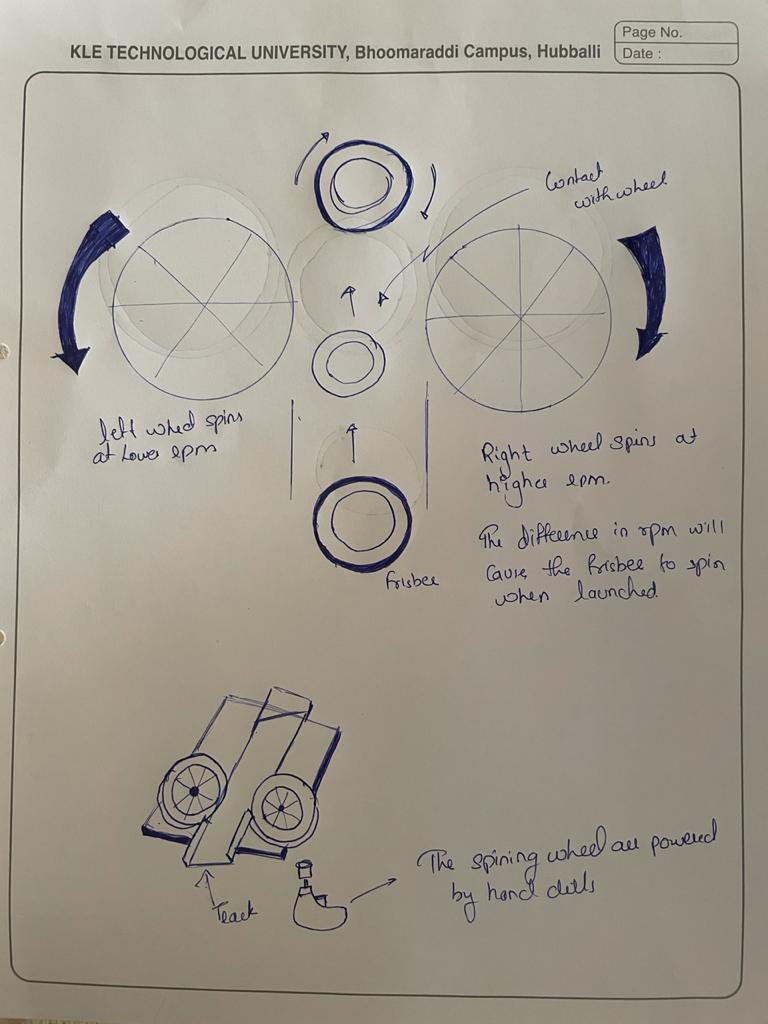 KLE TECHNOLOGICAL UNIVERSITY, Bhoomaraddi Campus, Hubballi
Page No.
Date :
Contact
with wheel
left wheel spins
at Lower rpm
Right wheel spins at
higher rpm.
The difference in rpm will
Cause the frisbee to spin
when launched.
Frisbee
The spining wheel are powered
by hand drills
Track